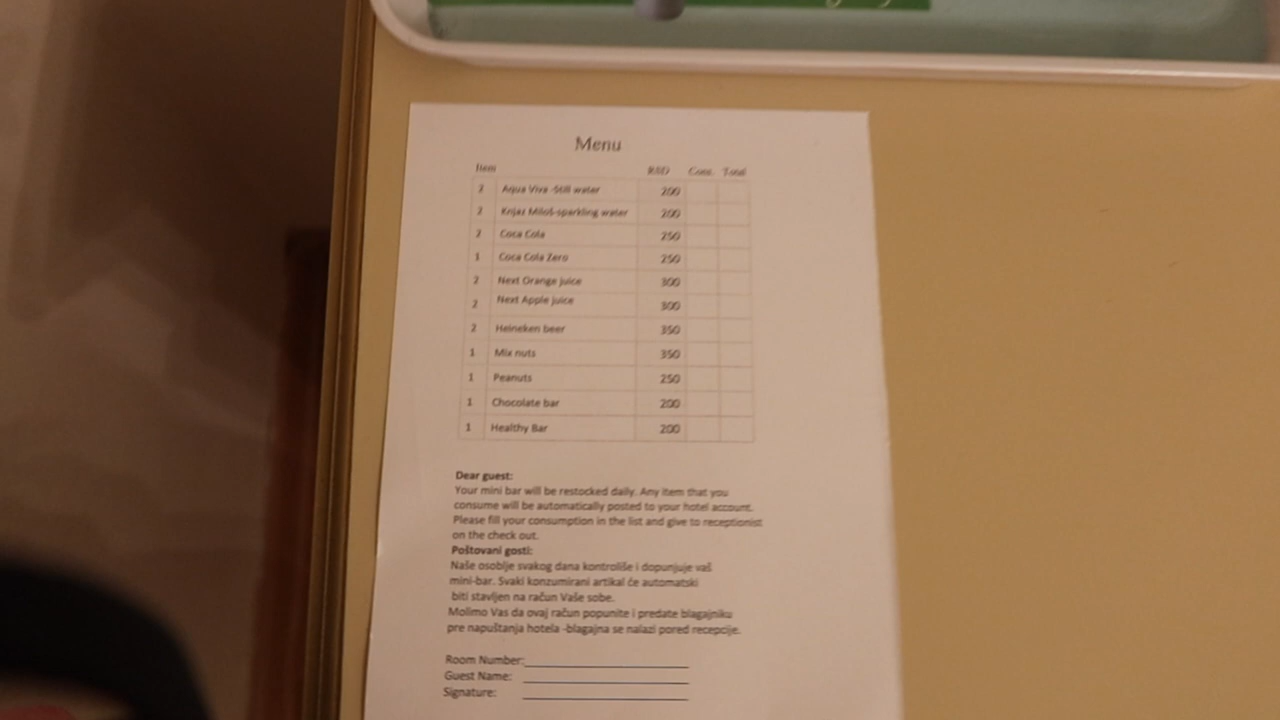 Menu
Item RSD Cons. Total
2 Aqua Viva -Still water 200
2 Knjaz Miloš-sparkling water 200
2 Coca Cola 250
1 Coca Cola Zero 250
2 Next Orange juice 300
2 Next Apple juice 300
2 Heineken beer 350
1 Mix nuts 350
1 Peanuts 250
1 Chocolate bar 200
1 Healthy Bar 200
Dear guest:
Your mini bar will be restocked daily. Any item that you
consume will be automatically posted to your hotel account.
Please fill your consumption in the list and give to receptionist
on the check out.
Poštovani gosti:
Naše osoblje svakog dana kontroliše i dopunjuje vaš
mini-bar. Svaki konzumirani artikal će automatski
biti stavljen na račun Vaše sobe.
Molimo Vas da ovaj račun popunite i predate blagajniku
pre napuštanja hotela -blagajna se nalazi pored recepcije.
Room Number:
Guest Name:
Signature: